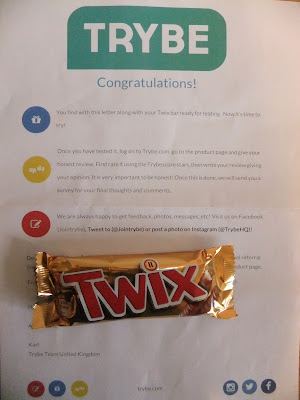 TRYBE
Congratulations!
You find with this letter along with your Twix bar ready for testing. Now it's time to
try!
Once you have tested it, log on to Trybe.com, go to the product page and give your
honest review. First rate it using the Trybe score stars, then write your review giving
your opinion. It is very important to be honest! Once this is done, we will send you a
survey for your final thoughts and comments.
We are always happy to get feedback, photos, messages, etc! Visit us on Facebook
(/Jointrybe), Tweet to (@Jointrybe) or post a photo on Instagram (@TrybeHQ)!
referral
product page.
TWIX
Karl
Trybe Team United Kingdom
trybe.com